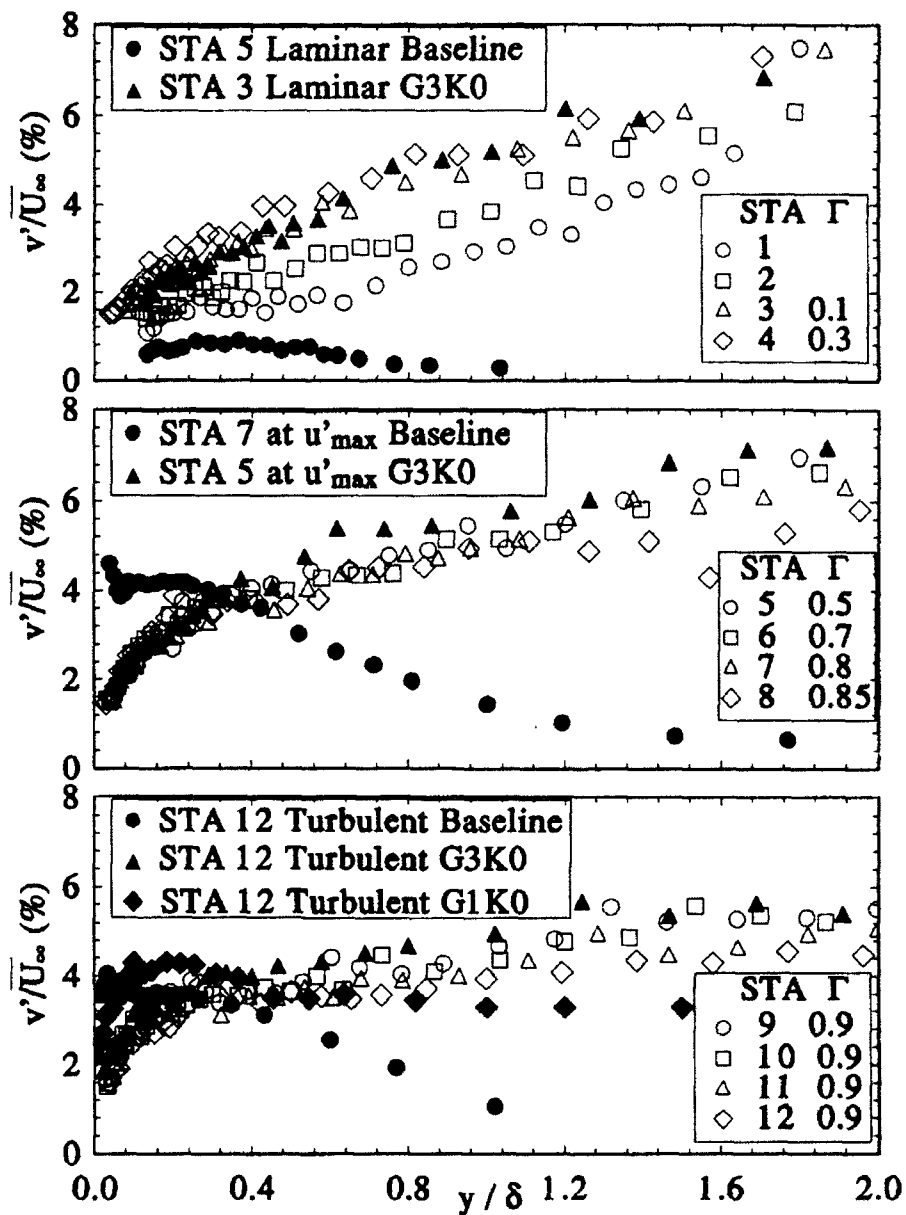 8
● STA 5 Laminar Baseline
▲ STA 3 Laminar G3K0
6
v'/U̅∞ (%)
4
STA Γ
○ 1
□ 2
△ 3 0.1
◇ 4 0.3
2
0
8
● STA 7 at u'max Baseline
▲ STA 5 at u'max G3K0
6
v'/U̅∞ (%)
4
STA Γ
○ 5 0.5
□ 6 0.7
△ 7 0.8
◇ 8 0.85
2
0
8
● STA 12 Turbulent Baseline
▲ STA 12 Turbulent G3K0
◆ STA 12 Turbulent G1K0
6
v'/U̅∞ (%)
4
STA Γ
○ 9 0.9
□ 10 0.9
△ 11 0.9
◇ 12 0.9
2
0
0.0 0.4 0.8 1.2 1.6 2.0
y / δ